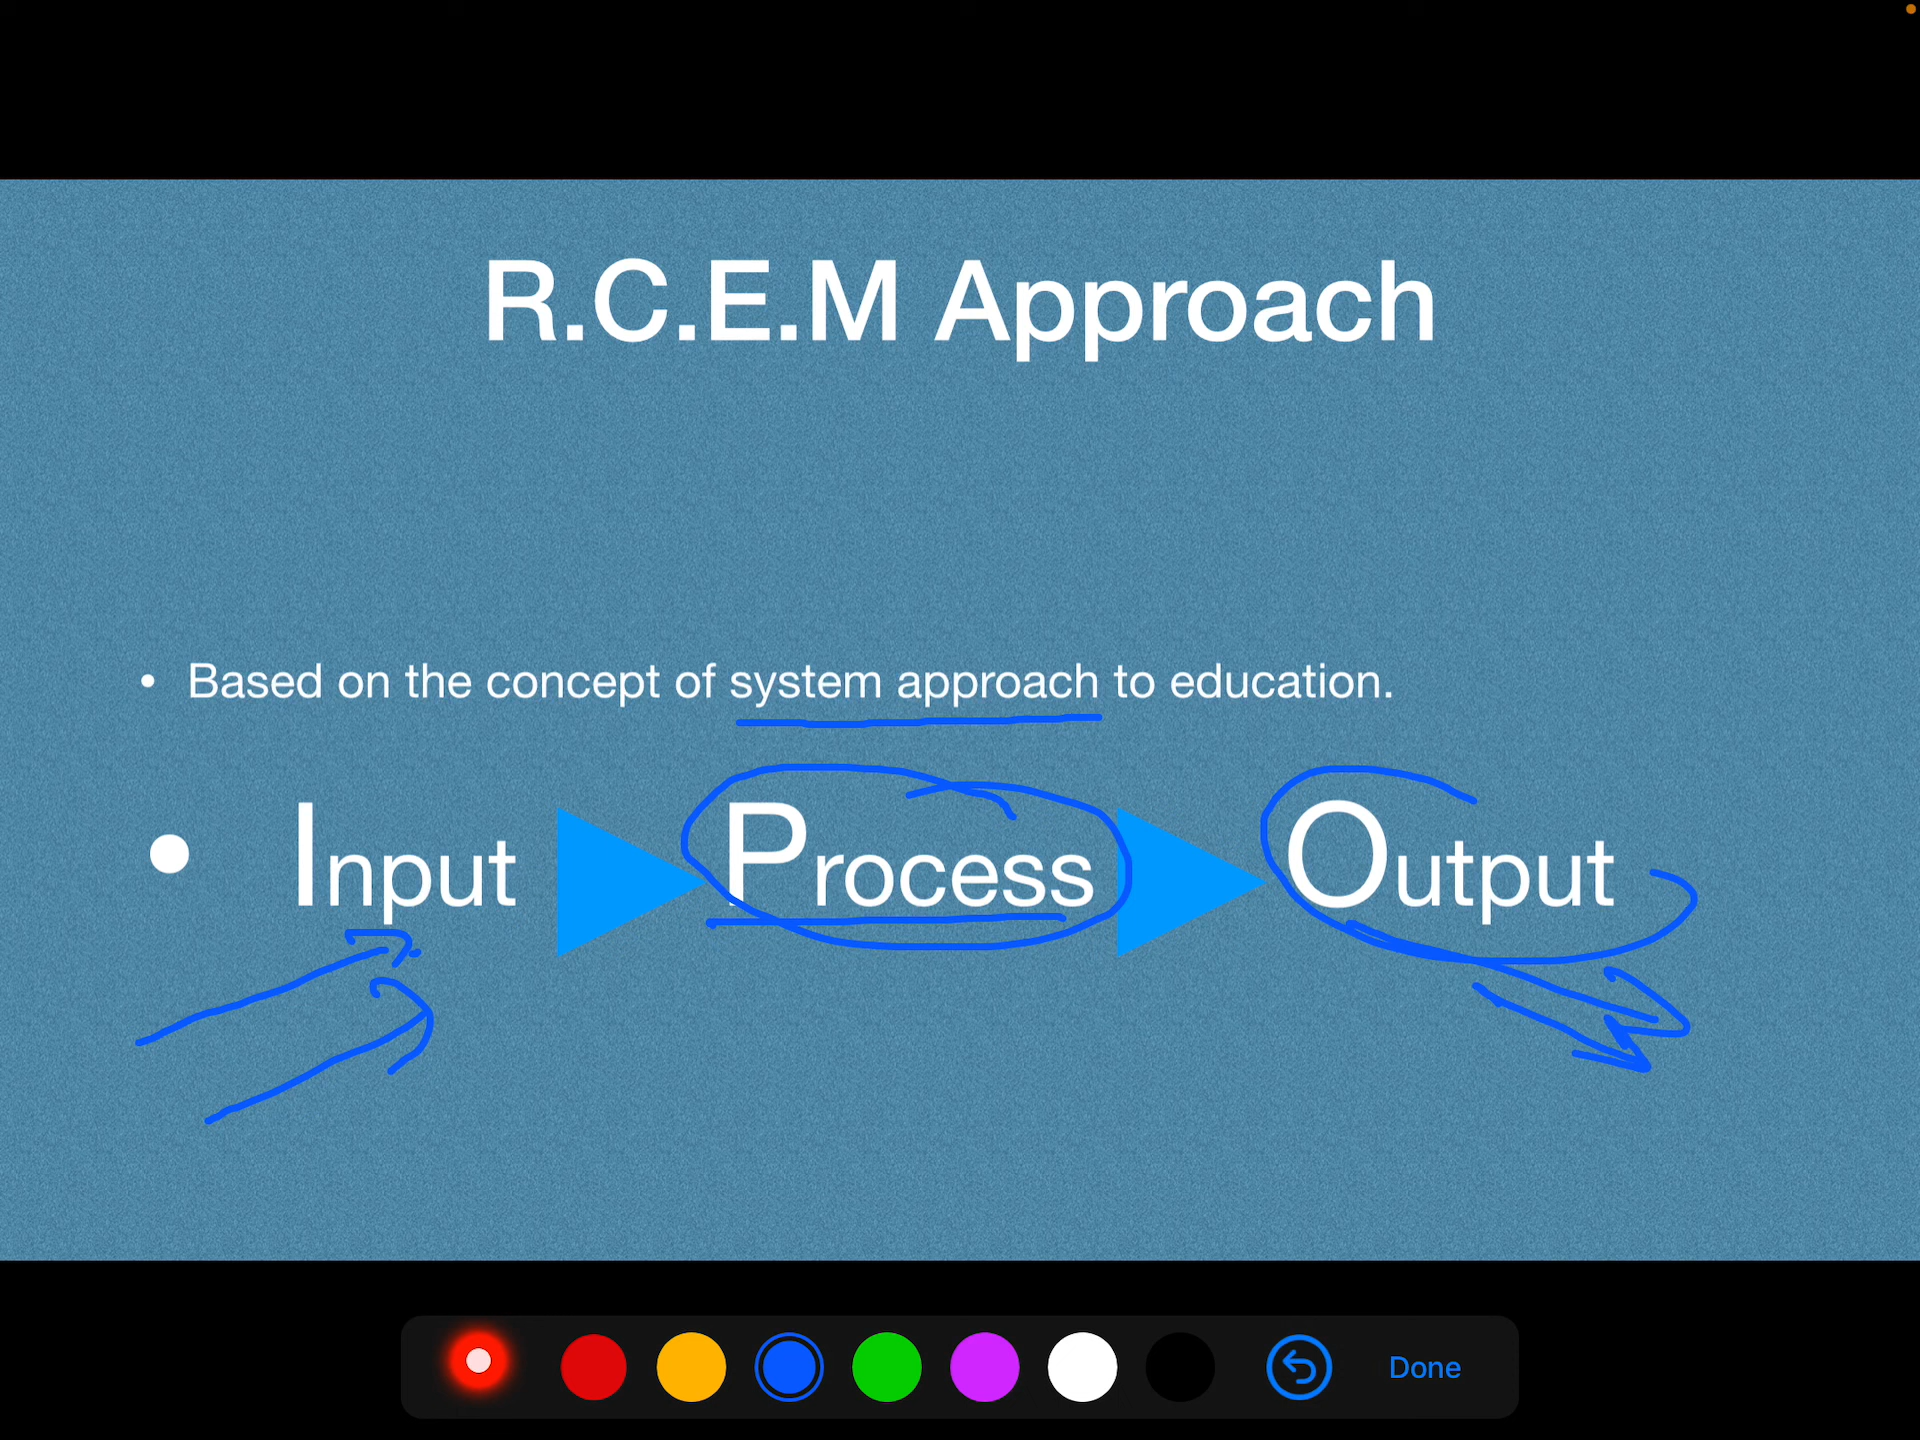 R.C.E.M Approach
• Based on the concept of system approach to education.
• Input Process Output
Done